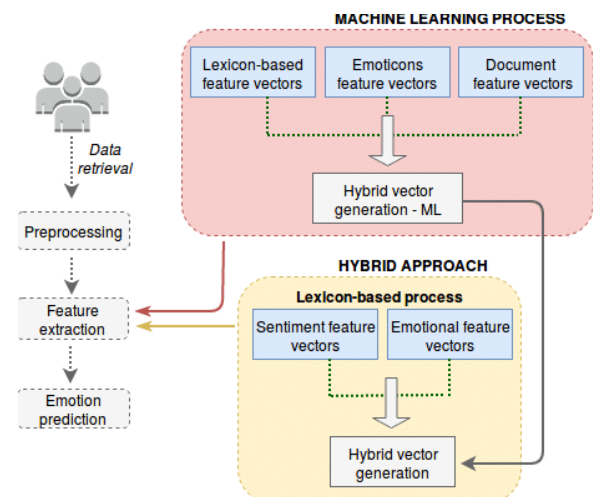 MACHINE LEARNING PROCESS
Lexicon-based
feature vectors
Emoticons
feature vectors
Document
feature vectors
Data
retrieval
Hybrid vector
generation - ML
Preprocessing
HYBRID APPROACH
Lexicon-based process
Feature
extraction
Sentiment feature
vectors
Emotional feature
vectors
Emotion
prediction
Hybrid vector
generation